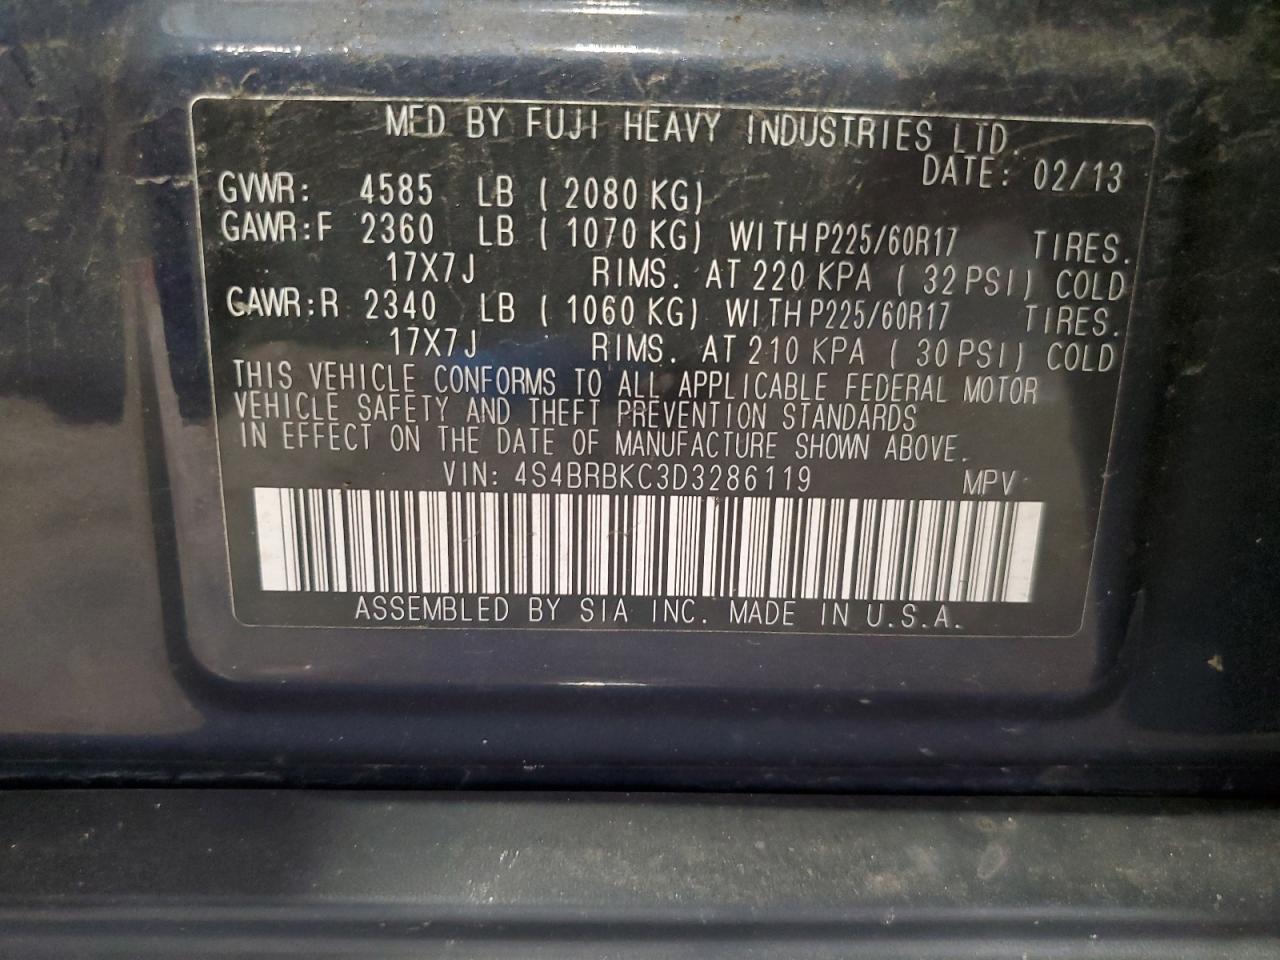 MFD BY FUJI HEAVY INDUSTRIES LTD.
DATE: 02/13
GVWR: 4585 LB ( 2080 KG)
GAWR:F 2360 LB ( 1070 KG) WITH P225/60R17 TIRES.
17X7J RIMS. AT 220 KPA ( 32 PSI) COLD
GAWR:R 2340 LB ( 1060 KG) WITH P225/60R17 TIRES.
17X7J RIMS. AT 210 KPA ( 30 PSI) COLD
THIS VEHICLE CONFORMS TO ALL APPLICABLE FEDERAL MOTOR
VEHICLE SAFETY AND THEFT PREVENTION STANDARDS
IN EFFECT ON THE DATE OF MANUFACTURE SHOWN ABOVE.
VIN: 4S4BRBKC3D3286119 MPV
ASSEMBLED BY SIA INC. MADE IN U.S.A.